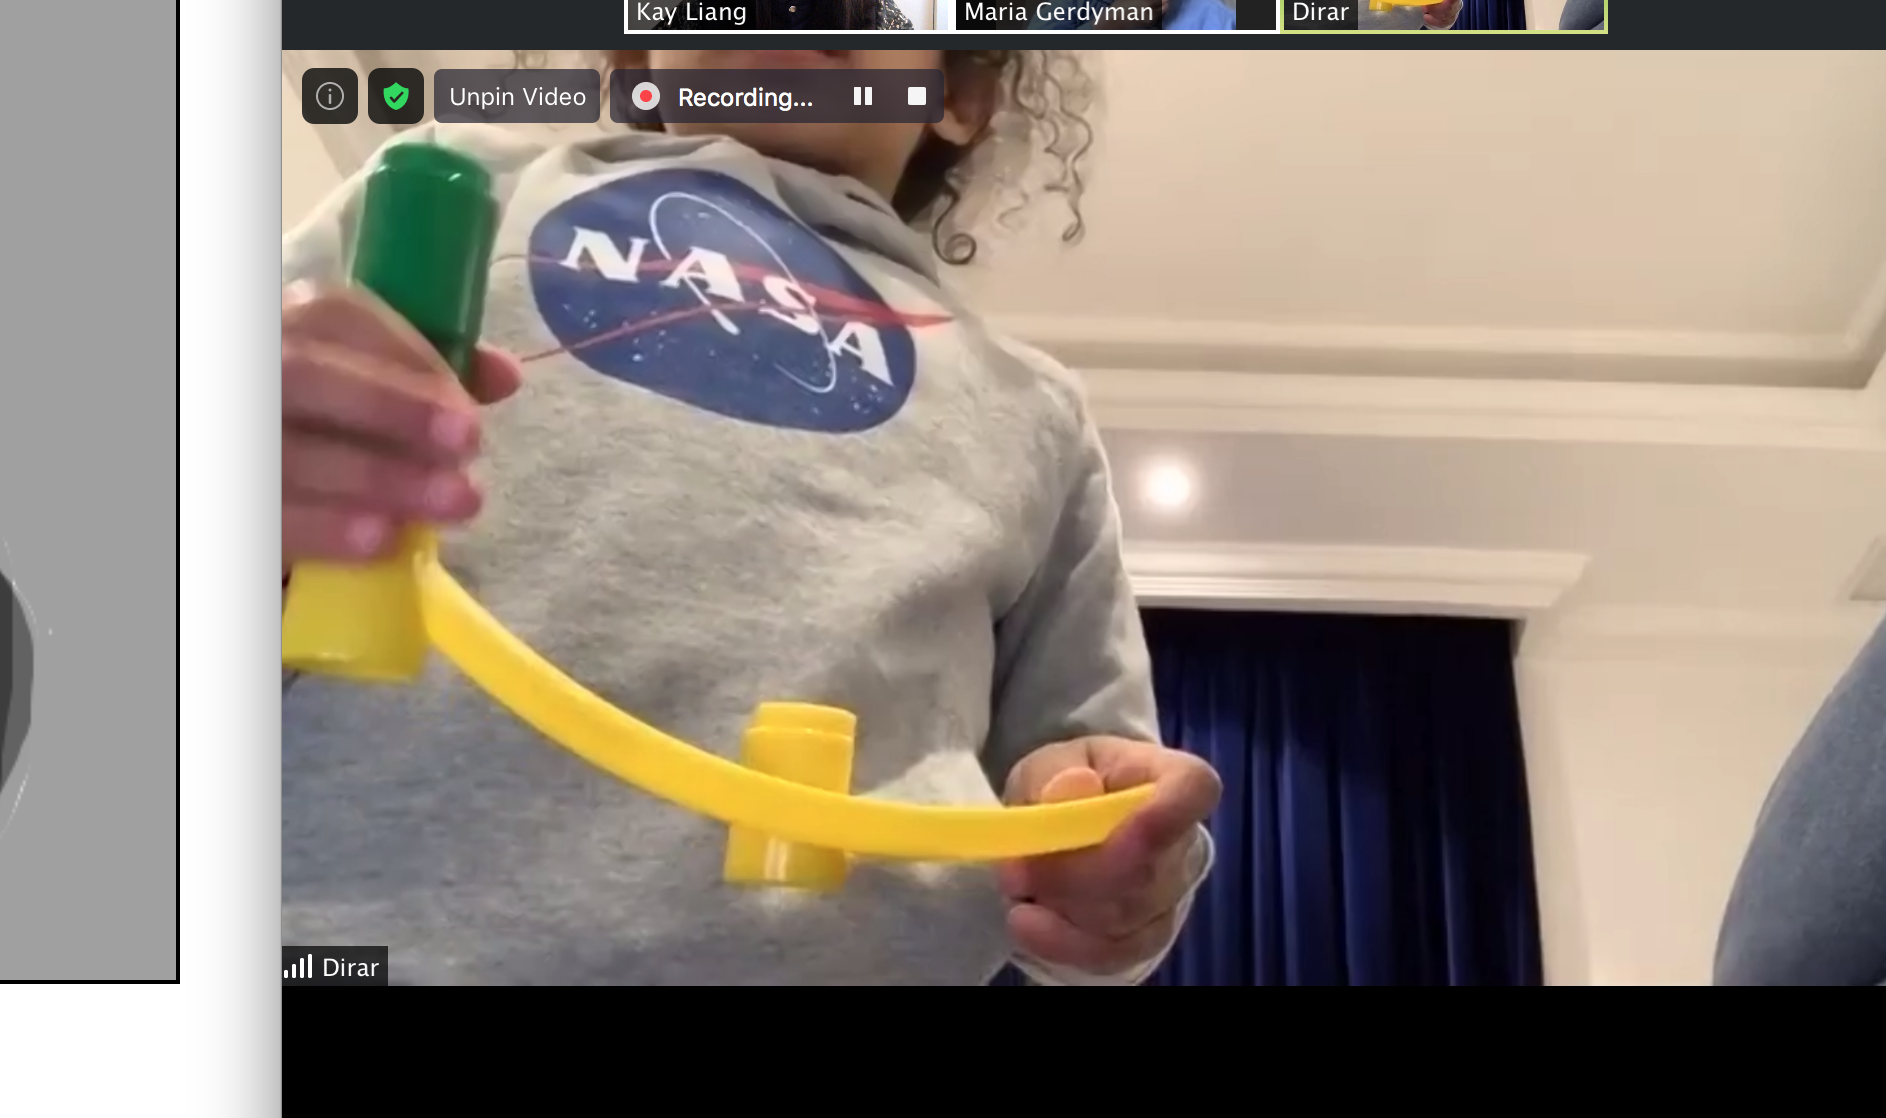 Kay Liang
Maria Gerdyman
Dirar
Unpin Video
Recording...
NASA
Dirar